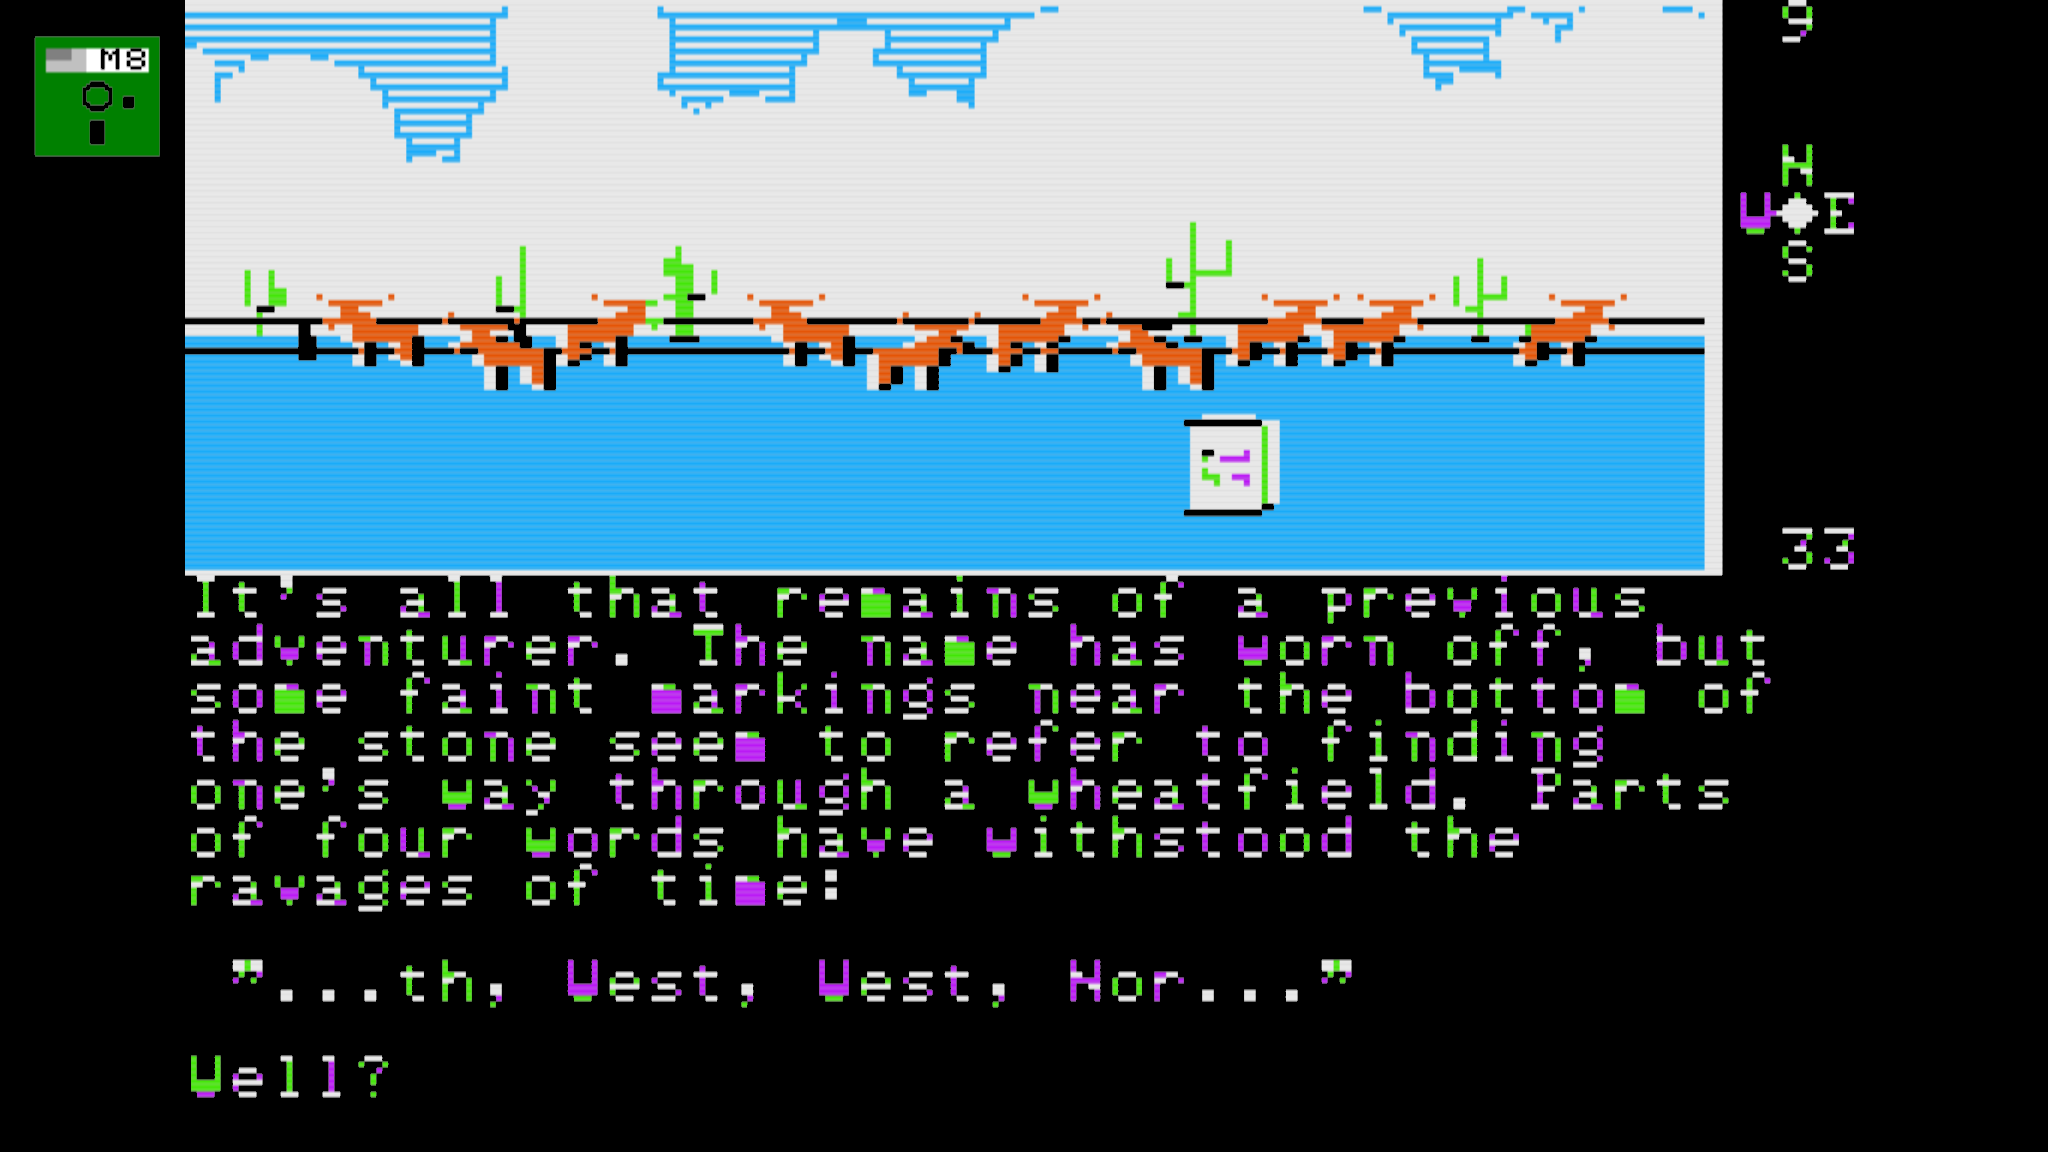 M8
9
N
W E
S
33
It's all that remains of a previous
adventurer. The name has worn off, but
some faint markings near the bottom of
the stone seem to refer to finding
one's way through a wheatfield. Parts
of four words have withstood the
ravages of time:
"...th, West, West, Nor..."
Well?